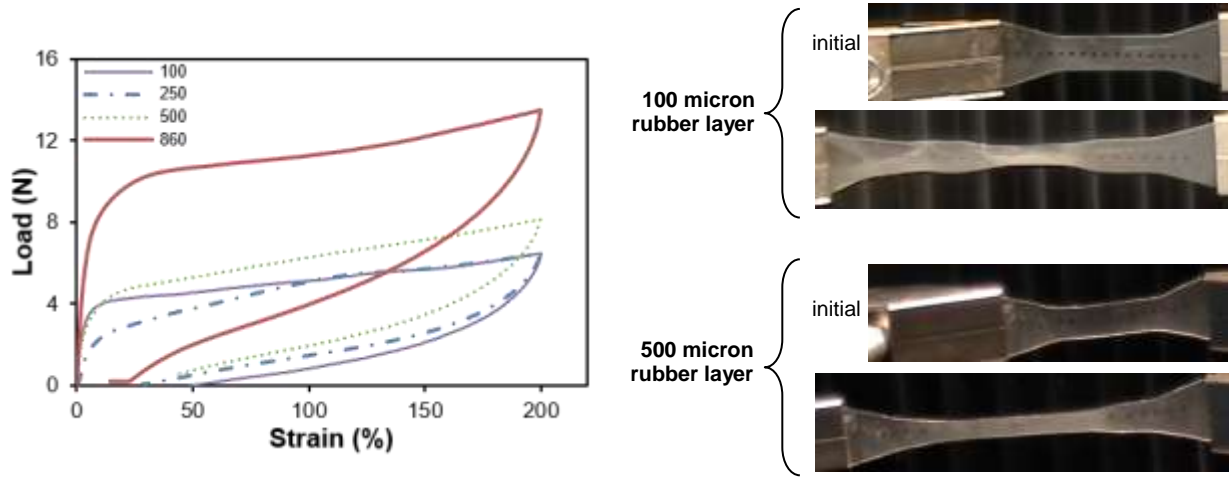 16
12
8
4
0
Load (N)
100
250
500
860
0
50
100
150
200
Strain (%)
100 micron
rubber layer
initial
500 micron
rubber layer
initial